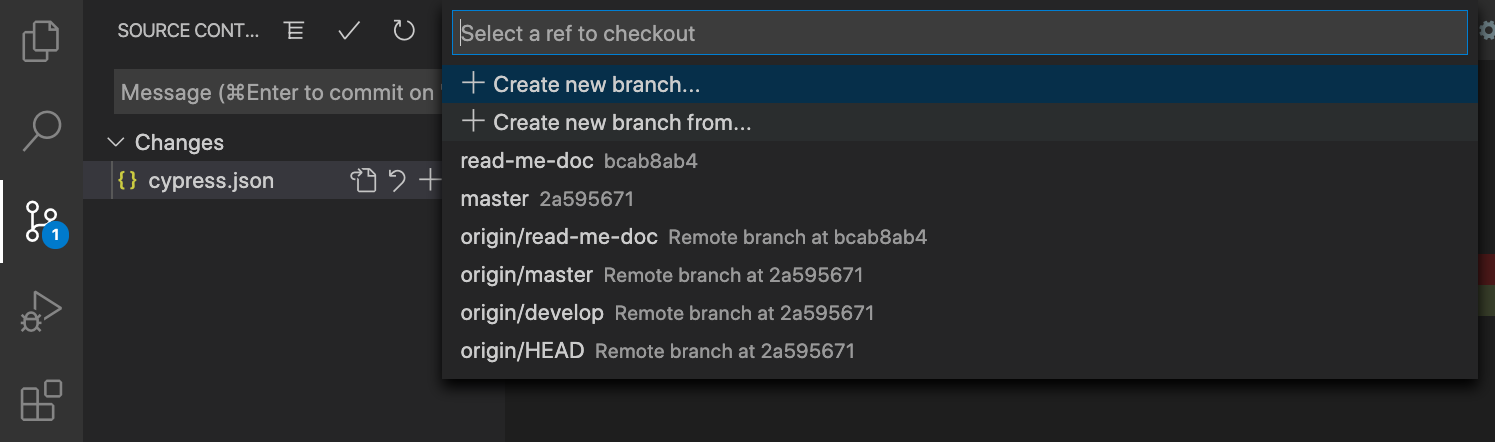 SOURCE CONT...
Message (⌘Enter to commit on
Changes
{} cypress.json
1
Select a ref to checkout
Create new branch...
Create new branch from...
read-me-doc bcab8ab4
master 2a595671
origin/read-me-doc Remote branch at bcab8ab4
origin/master Remote branch at 2a595671
origin/develop Remote branch at 2a595671
origin/HEAD Remote branch at 2a595671